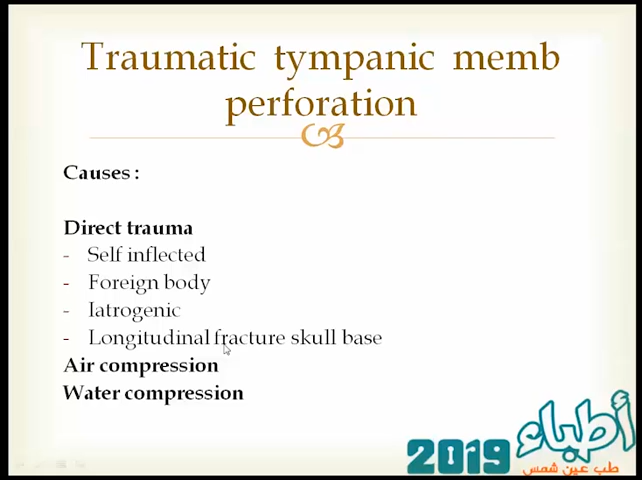 Traumatic tympanic memb
perforation
Causes :
Direct trauma
- Self inflected
- Foreign body
- Iatrogenic
- Longitudinal fracture skull base
Air compression
Water compression
أطباء
2019
طب عين شمس